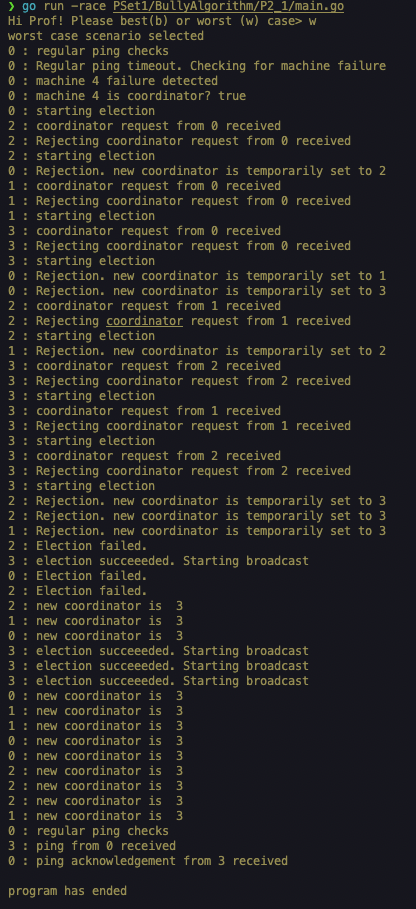 ❯ go run -race PSet1/BullyAlgorithm/P2_1/main.go
Hi Prof! Please best(b) or worst (w) case> w
worst case scenario selected
0 : regular ping checks
0 : Regular ping timeout. Checking for machine failure
0 : machine 4 failure detected
0 : machine 4 is coordinator? true
0 : starting election
2 : coordinator request from 0 received
2 : Rejecting coordinator request from 0 received
2 : starting election
0 : Rejection. new coordinator is temporarily set to 2
1 : coordinator request from 0 received
1 : Rejecting coordinator request from 0 received
1 : starting election
3 : coordinator request from 0 received
3 : Rejecting coordinator request from 0 received
3 : starting election
0 : Rejection. new coordinator is temporarily set to 1
0 : Rejection. new coordinator is temporarily set to 3
2 : coordinator request from 1 received
2 : Rejecting coordinator request from 1 received
2 : starting election
1 : Rejection. new coordinator is temporarily set to 2
3 : coordinator request from 2 received
3 : Rejecting coordinator request from 2 received
3 : starting election
3 : coordinator request from 1 received
3 : Rejecting coordinator request from 1 received
3 : starting election
3 : coordinator request from 2 received
3 : Rejecting coordinator request from 2 received
3 : starting election
2 : Rejection. new coordinator is temporarily set to 3
2 : Rejection. new coordinator is temporarily set to 3
1 : Rejection. new coordinator is temporarily set to 3
2 : Election failed.
3 : election succeeeded. Starting broadcast
0 : Election failed.
2 : Election failed.
2 : new coordinator is  3
1 : new coordinator is  3
0 : new coordinator is  3
3 : election succeeeded. Starting broadcast
3 : election succeeeded. Starting broadcast
3 : election succeeeded. Starting broadcast
0 : new coordinator is  3
1 : new coordinator is  3
1 : new coordinator is  3
0 : new coordinator is  3
0 : new coordinator is  3
2 : new coordinator is  3
2 : new coordinator is  3
2 : new coordinator is  3
1 : new coordinator is  3
0 : regular ping checks
3 : ping from 0 received
0 : ping acknowledgement from 3 received
program has ended